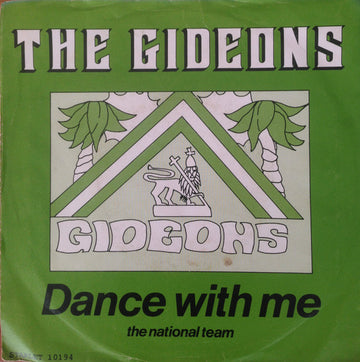 THE GIDEONS
GIDEONS
Dance with me
the national team
10194